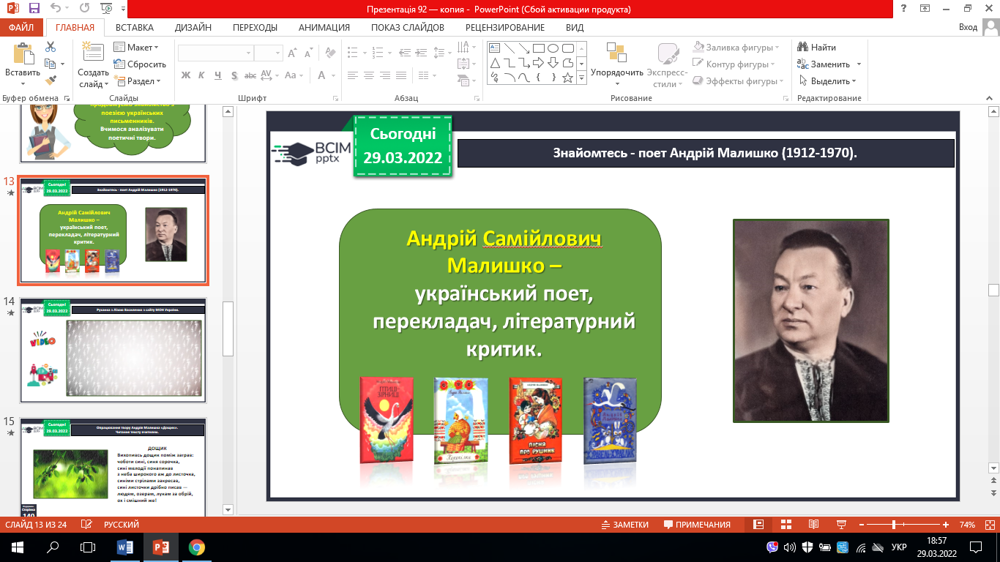 Презентація 92 — копия - PowerPoint (Сбой активации продукта)
ФАЙЛ ГЛАВНАЯ ВСТАВКА ДИЗАЙН ПЕРЕХОДЫ АНИМАЦИЯ ПОКАЗ СЛАЙДОВ РЕЦЕНЗИРОВАНИЕ ВИД Вход
Вставить
Буфер обмена
Создать слайд
Макет
Сбросить
Раздел
Слайды
Ж К Ч S abc AV Aa А
Шрифт
Абзац
Упорядочить
Экспресс-стили
Заливка фигуры
Контур фигуры
Эффекты фигуры
Рисование
Найти
Заменить
Выделить
Редактирование
поезією українських
письменників.
Вчимося аналізувати
поетичні твори.
13
Сьогодні
29.03.2022
Знайомтесь - поет Андрій Малишко (1912-1970).
Андрій Самійлович
Малишко –
український поет,
перекладач, літературний
критик.
14
Сьогодні
29.03.2022
Руханка з Лізою Василенко з сайту МОН України.
VIDEO
15
Сьогодні
29.03.2022
Опрацювання твору Андрія Малишка «Дощик».
Читання тексту вчителем.
ДОЩИК
Вихопивсь дощик поміж заграв:
чоботи сині, синя сорочка,
сині мелодії понапинав
з неба широкого аж до листочка,
синіми стрілами закресав,
сині листочки дрібно писав —
людям, озерам, лукам за обрій,
ох і смішний же!
Сторінка
140
ВСІМ
pptx
Сьогодні
29.03.2022
Знайомтесь - поет Андрій Малишко (1912-1970).
Андрій Самійлович
Малишко –
український поет,
перекладач, літературний
критик.
ПТИЦІ-
ЗІРНИЦІ
Перепілка
ПІСНЯ
ПРО РУШНИК
СЛАЙД 13 ИЗ 24 РУССКИЙ ЗАМЕТКИ ПРИМЕЧАНИЯ 74%
УКР
18:57
29.03.2022